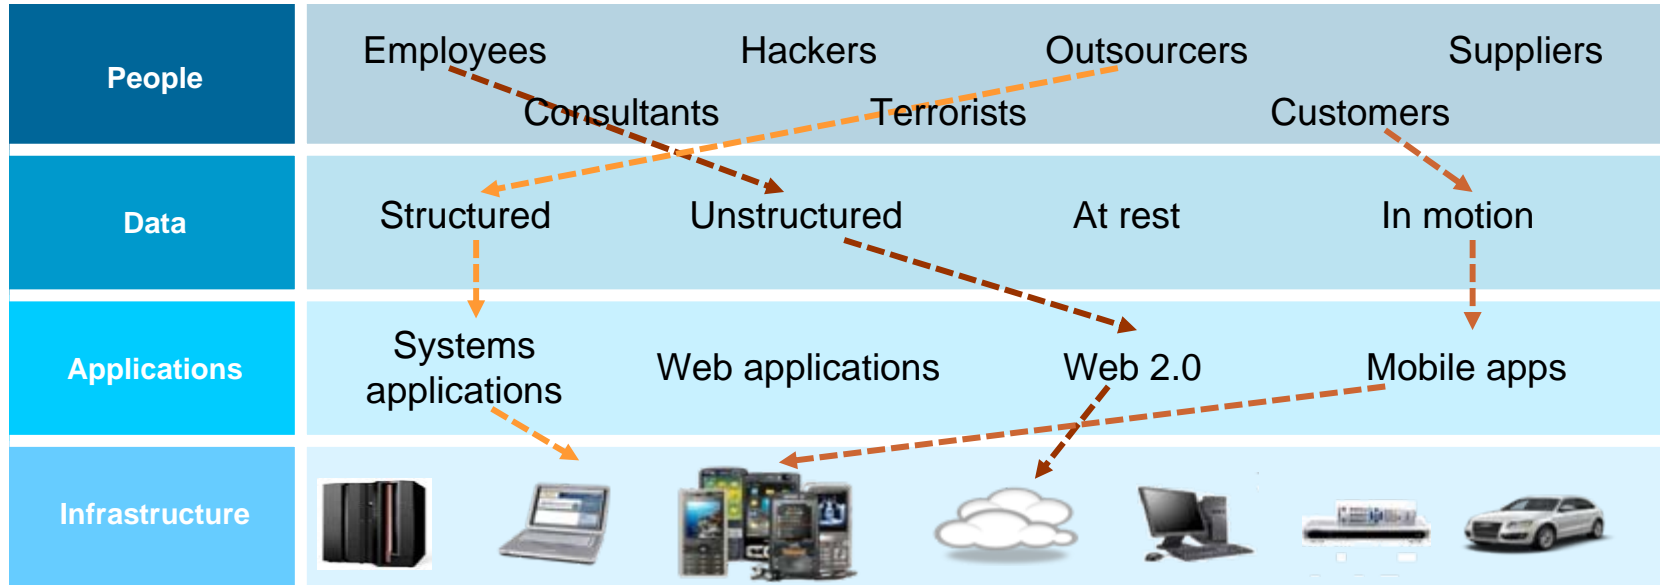 People
Employees Hackers Outsourcers Suppliers
Consultants Terrorists Customers
Data
Structured Unstructured At rest In motion
Applications
Systems
applications
Web applications Web 2.0 Mobile apps
Infrastructure